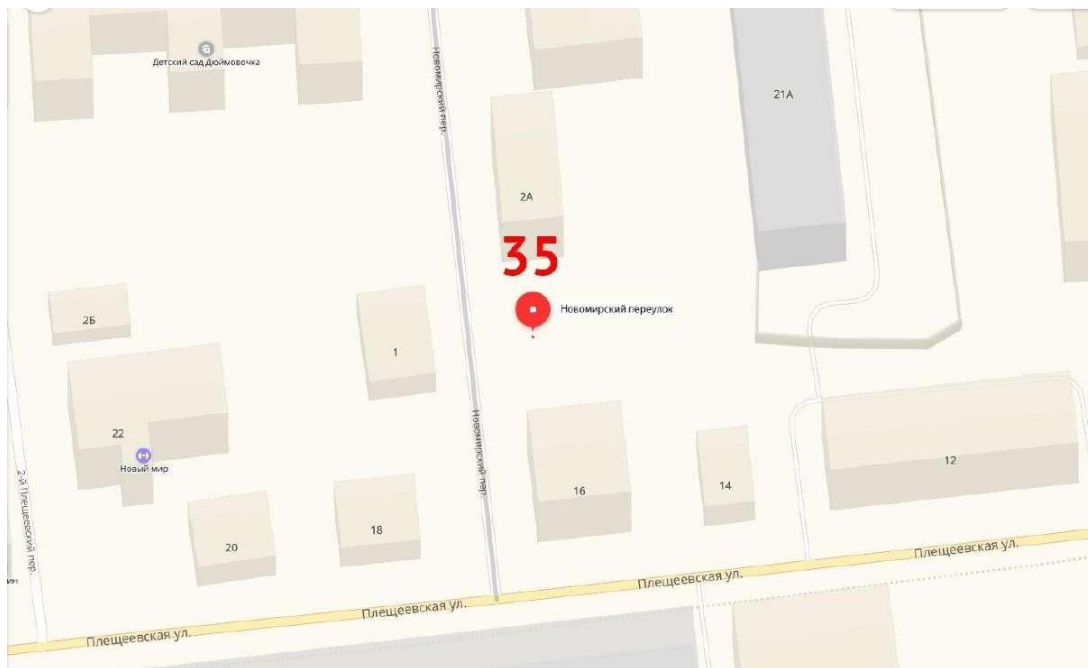 Детский сад Дюймовочка
Новомирский пер.
21А
2А
35
Новомирский переулок
2Б
1
22
Новый мир
Новомирский пер.
16
14
12
2-й Плещеевский пер.
20
18
ин
Плещеевская ул.
Плещеевская ул.
Плещеевская ул.
Плещеевская ул.